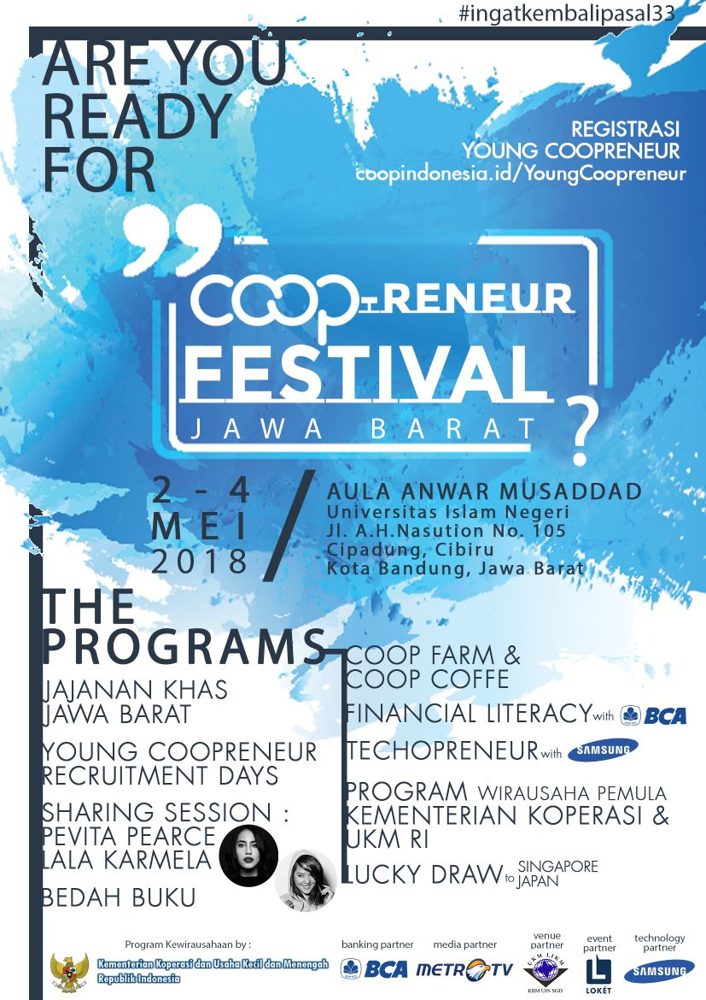 #ingatkembalipasal33
ARE YOU
READY
FOR
REGISTRASI
YOUNG COOPRENEUR
coopindonesia.id/YoungCoopreneur
”
COOP-RENEUR
FESTIVAL
JAWA BARAT
?
2 - 4
MEI
2018
/
AULA ANWAR MUSADDAD
Universitas Islam Negeri
Jl. A.H.Nasution No. 105
Cipadung, Cibiru
Kota Bandung, Jawa Barat
THE
PROGRAMS
JAJANAN KHAS
JAWA BARAT
YOUNG COOPRENEUR
RECRUITMENT DAYS
SHARING SESSION :
PEVITA PEARCE
LALA KARMELA
BEDAH BUKU
COOP FARM &
COOP COFFE
FINANCIAL LITERACY with BCA
TECHOPRENEUR with SAMSUNG
PROGRAM WIRAUSAHA PEMULA
KEMENTERIAN KOPERASI &
UKM RI
LUCKY DRAW to SINGAPORE
JAPAN
Program Kewirausahaan by :
Kementerian Koperasi dan Usaha Kecil dan Menengah
Republik Indonesia
banking partner
BCA
media partner
METRO TV
venue
partner
UKM LIKM
KBM UIN SGD
event
partner
LOKÉT
technology
partner
SAMSUNG